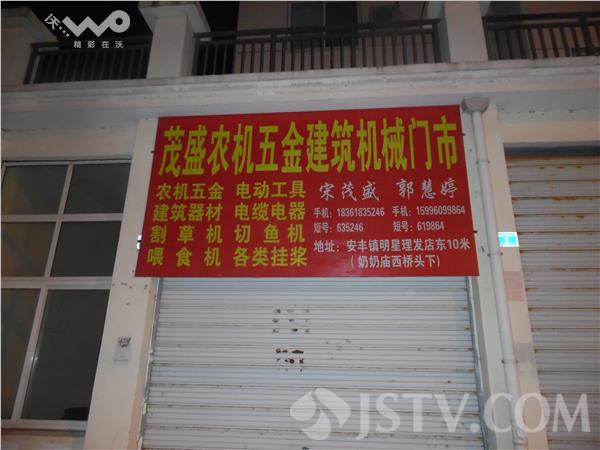 沃…
精彩在沃
茂盛农机五金建筑机械门市
农机五金 电动工具
建筑器材 电缆电器
割草机 切鱼机
喂食机 各类挂桨
宋茂盛 郭慧婷
手机：18361835246 手机：15996099864
短号：635246 短号：619864
地址：安丰镇明星理发店东10米
（奶奶庙西桥头下）
JSTV.COM